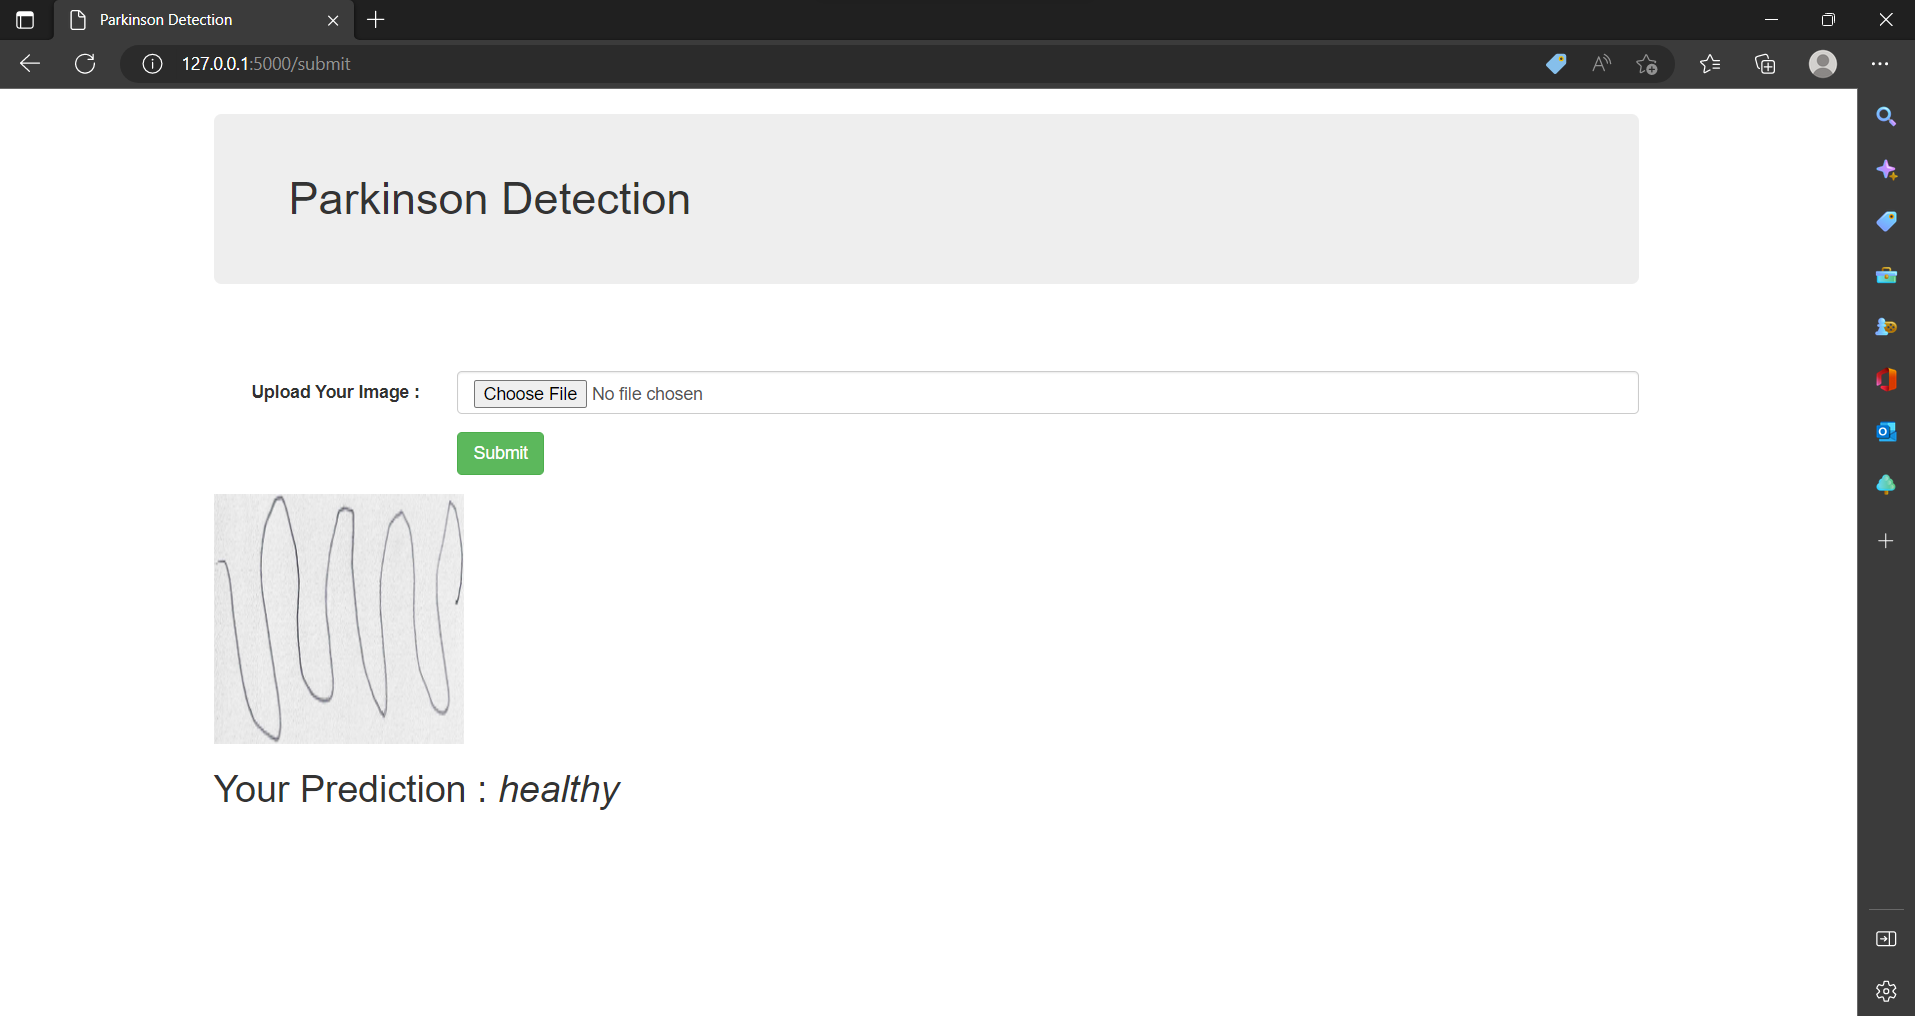 Parkinson Detection
127.0.0.1:5000/submit
Parkinson Detection
Upload Your Image :
Choose File No file chosen
Submit
Your Prediction : healthy